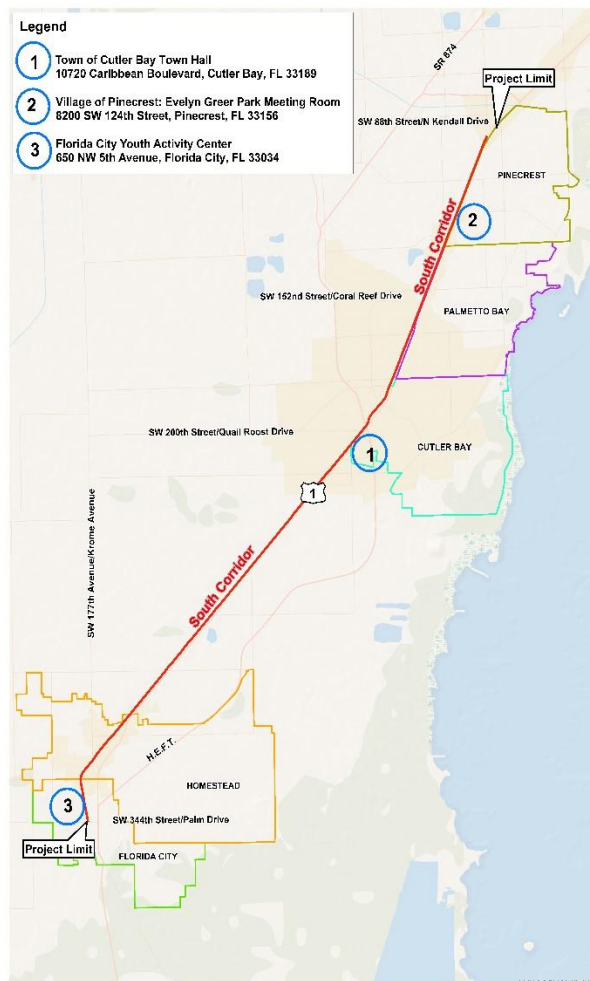 Legend
1
Town of Cutler Bay Town Hall
10720 Caribbean Boulevard, Cutler Bay, FL 33189
2
Village of Pinecrest: Evelyn Greer Park Meeting Room
8200 SW 124th Street, Pinecrest, FL 33156
3
Florida City Youth Activity Center
650 NW 5th Avenue, Florida City, FL 33034
SR 874
Project Limit
SW 88th Street/N Kendall Drive
PINECREST
2
South Corridor
SW 152nd Street/Coral Reef Drive
PALMETTO BAY
SW 200th Street/Quail Roost Drive
CUTLER BAY
1
1
SW 177th Avenue/Krome Avenue
South Corridor
H.E.F.T.
HOMESTEAD
3
SW 344th Street/Palm Drive
Project Limit
FLORIDA CITY